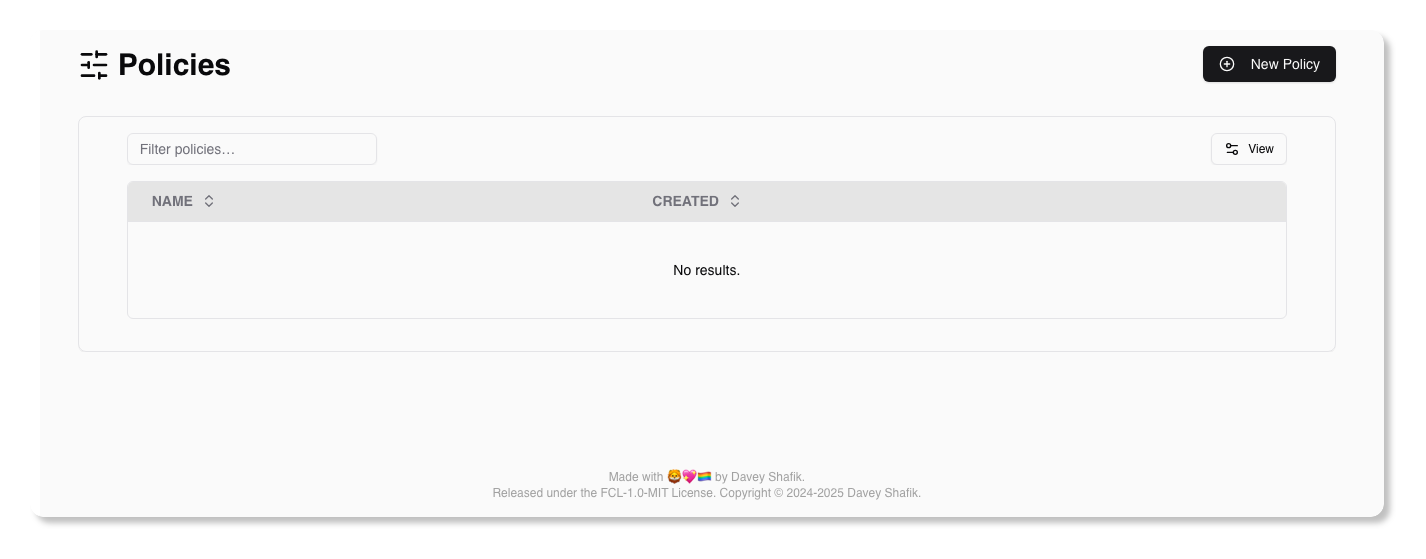 Policies
New Policy
Filter policies...
View
NAME
CREATED
No results.
Made with 🦁💖🏳️‍🌈 by Davey Shafik.
Released under the FCL-1.0-MIT License. Copyright © 2024-2025 Davey Shafik.